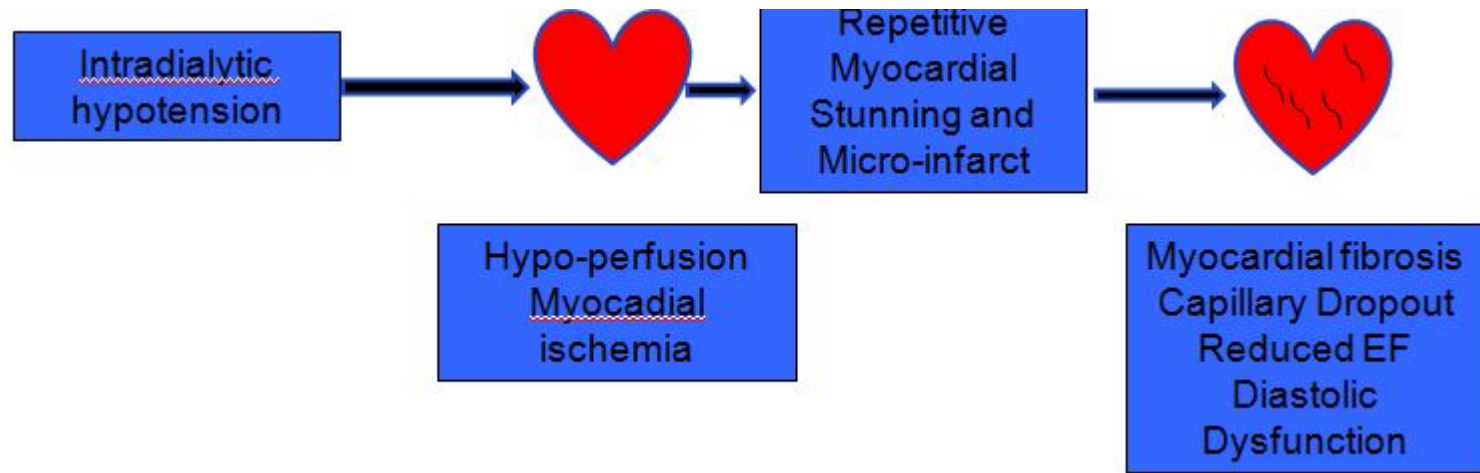 Intradialytic
hypotension
Repetitive
Myocardial
Stunning and
Micro-infarct
Hypo-perfusion
Myocadial
ischemia
Myocardial fibrosis
Capillary Dropout
Reduced EF
Diastolic
Dysfunction